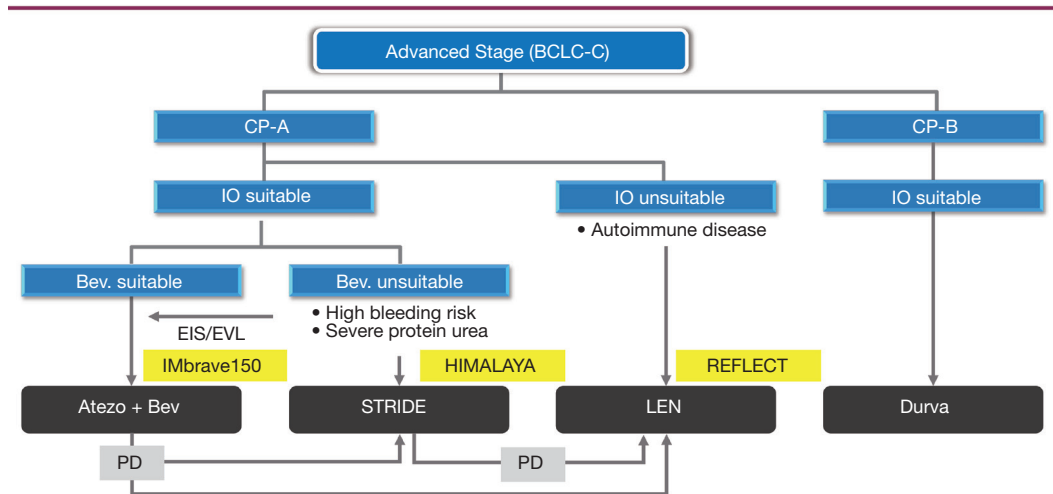 Advanced Stage (BCLC-C)
CP-A
CP-B
IO suitable
IO unsuitable
IO suitable
• Autoimmune disease
Bev. suitable
Bev. unsuitable
• High bleeding risk
• Severe protein urea
EIS/EVL
IMbrave150
HIMALAYA
REFLECT
Atezo + Bev
STRIDE
LEN
Durva
PD
PD